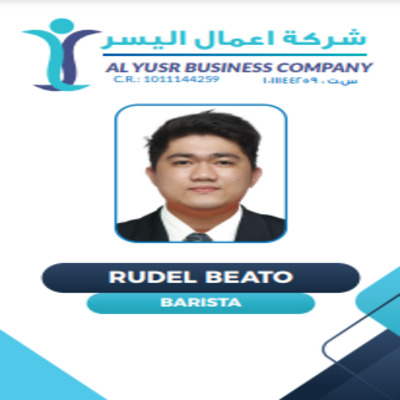 شركة اعمال اليسر
AL YUSR BUSINESS COMPANY
C.R.: 1011144259 س.ت. ١٠١١١٤٤٢٥٩
RUDEL BEATO
BARISTA